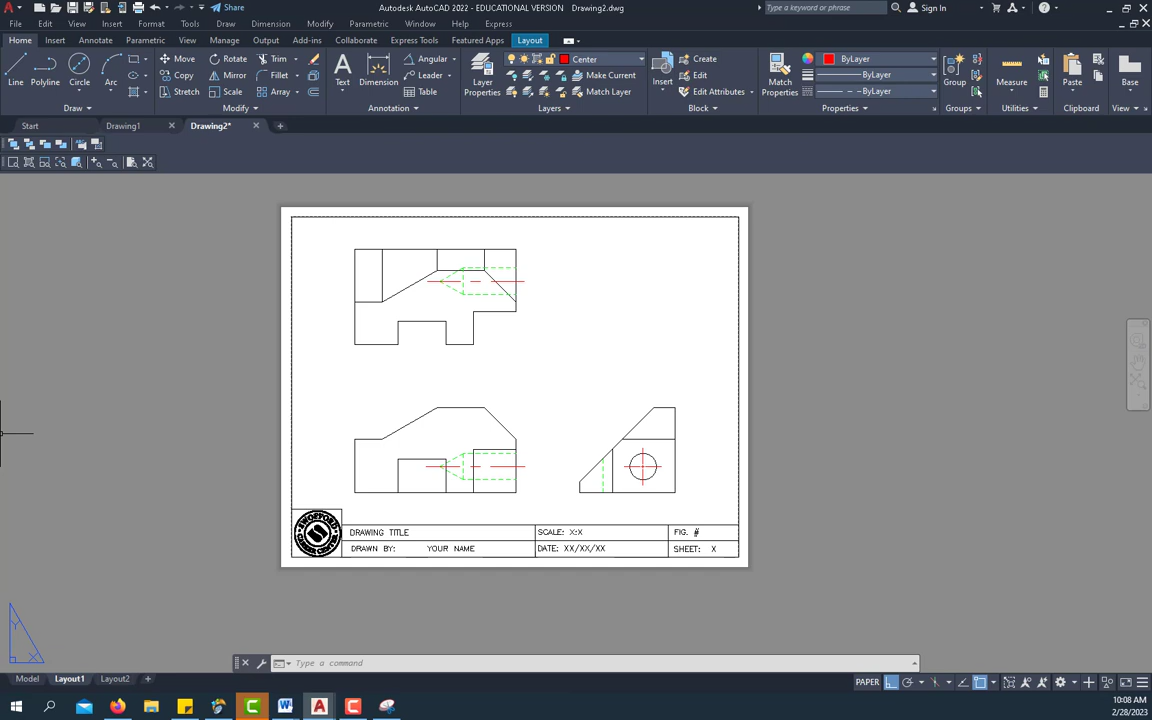 Share
Autodesk AutoCAD 2022 - EDUCATIONAL VERSION Drawing2.dwg
Type a keyword or phrase
Sign In
File Edit View Insert Format Tools Draw Dimension Modify Parametric Window Help Express
Home Insert Annotate Parametric View Manage Output Add-ins Collaborate Express Tools Featured Apps Layout
Line Polyline Circle Arc
Move Rotate Trim
Copy Mirror Fillet
Stretch Scale Array
Text Dimension
Angular
Leader
Table
Layer Properties
Center
Make Current
Match Layer
Insert
Create
Edit
Edit Attributes
Match Properties
ByLayer
ByLayer
ByLayer
Group
Measure
Paste
Base
Draw Modify Annotation Layers Block Properties Groups Utilities Clipboard View
Start Drawing1 Drawing2*
DRAWING TITLE SCALE: X:X FIG. #
DRAWN BY: YOUR NAME DATE: XX/XX/XX SHEET: X
Y
X
Type a command
Model Layout1 Layout2
PAPER
10:08 AM
2/28/2023